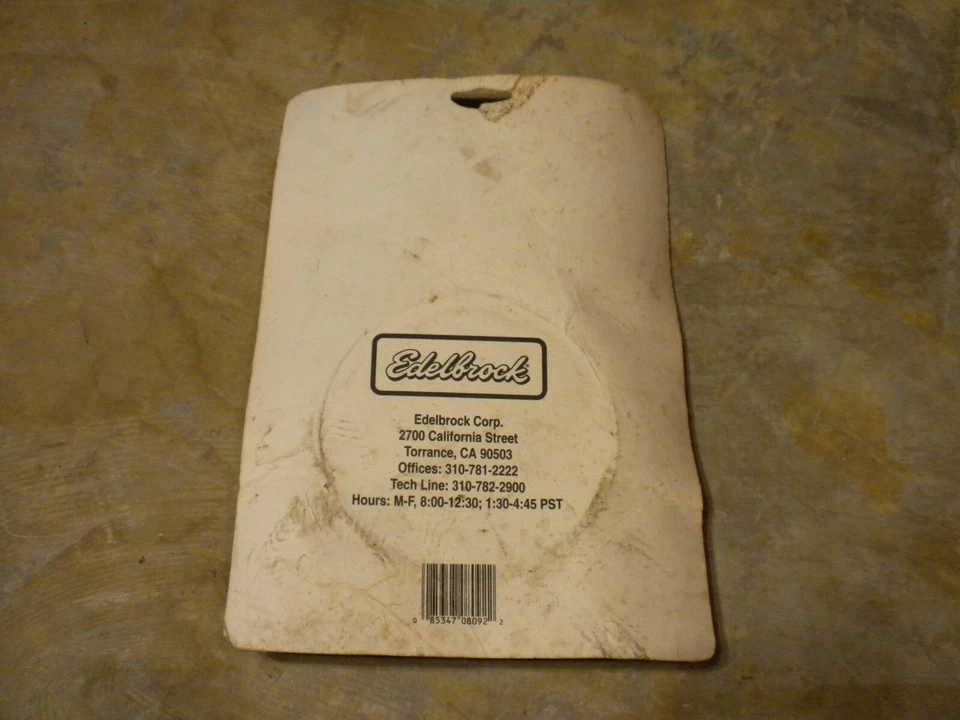 Edelbrock
Edelbrock Corp.
2700 California Street
Torrance, CA 90503
Offices: 310-781-2222
Tech Line: 310-782-2900
Hours: M-F, 8:00-12:30; 1:30-4:45 PST
0 85347 08092 2